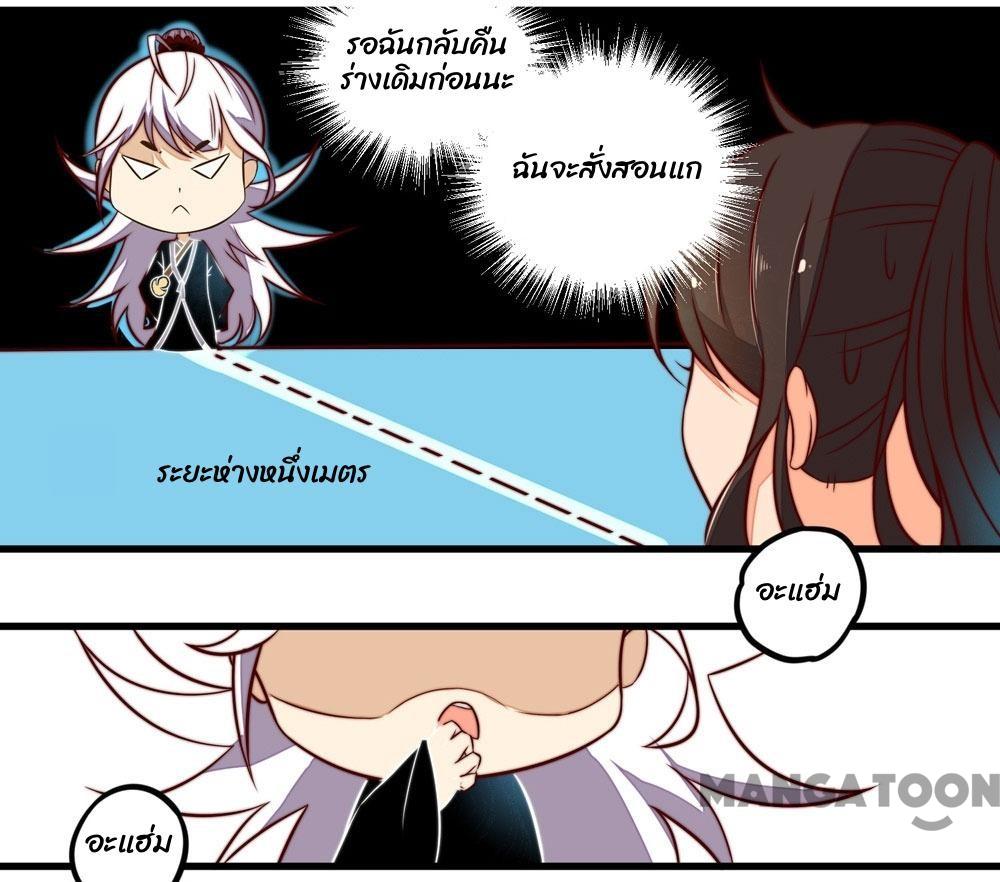 รอฉันกลับคืน
ร่างเดิมก่อนนะ
ฉันจะสั่งสอนแก
ระยะห่างหนึ่งเมตร
อะแฮ่ม
MANGATOON
อะแฮ่ม